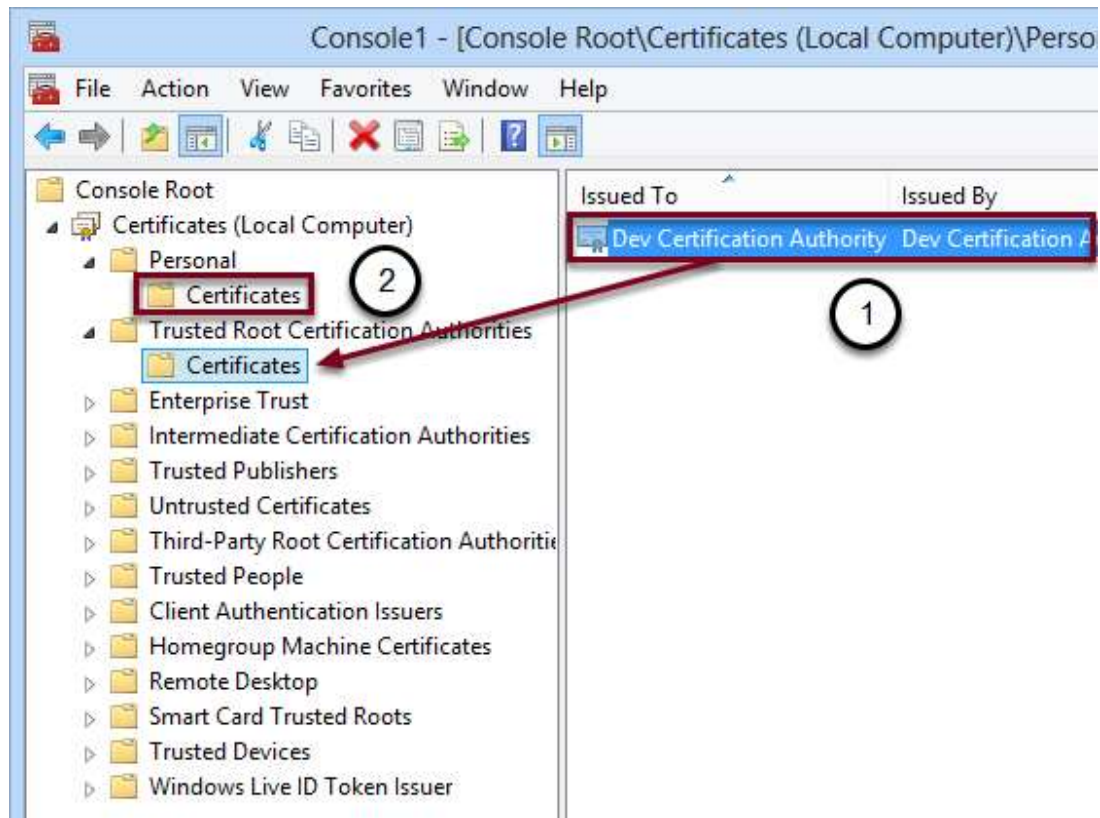 Console1 - [Console Root\Certificates (Local Computer)\Perso
File Action View Favorites Window Help
Console Root
Certificates (Local Computer)
Personal
Certificates
Trusted Root Certification Authorities
Certificates
Enterprise Trust
Intermediate Certification Authorities
Trusted Publishers
Untrusted Certificates
Third-Party Root Certification Authoritie
Trusted People
Client Authentication Issuers
Homegroup Machine Certificates
Remote Desktop
Smart Card Trusted Roots
Trusted Devices
Windows Live ID Token Issuer
2
Issued To Issued By
Dev Certification Authority Dev Certification A
1